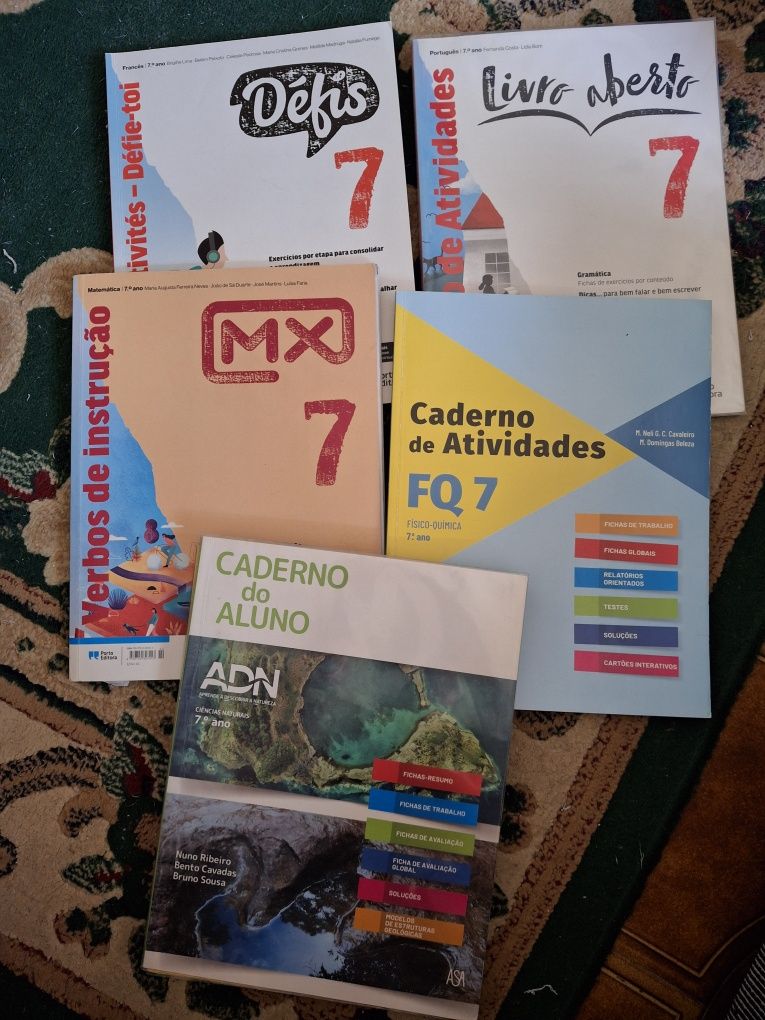 Francês | 7.º ano
Défis
7
tivités – Défie-toi
Exercícios por etapa para consolidar
Português | 7.º ano Fernanda Costa · Lídia Bom
Livro aberto
7
de Atividades
Gramática
Fichas de exercícios por conteúdo
Dicas... para bem falar e bem escrever
Matemática | 7.º ano Maria Augusta Ferreira Neves · João de Sá Duarte · José Martins · Luísa Faria
MX
7
Verbos de instrução
Porto
Editora
Caderno
de Atividades
FQ 7
FÍSICO-QUÍMICA
7.º ano
M. Neli G. C. Cavaleiro
M. Domingas Beleza
FICHAS DE TRABALHO
FICHAS GLOBAIS
RELATÓRIOS
ORIENTADOS
TESTES
SOLUÇÕES
CARTÕES INTERATIVOS
CADERNO
do
ALUNO
ADN
APRENDE A DESCOBRIR A NATUREZA
CIÊNCIAS NATURAIS
7.º ano
FICHAS-RESUMO
FICHAS DE TRABALHO
FICHAS DE AVALIAÇÃO
FICHA DE AVALIAÇÃO
GLOBAL
SOLUÇÕES
MODELOS
DE ESTRUTURAS
GEOLÓGICAS
Nuno Ribeiro
Bento Cavadas
Bruno Sousa
ASA